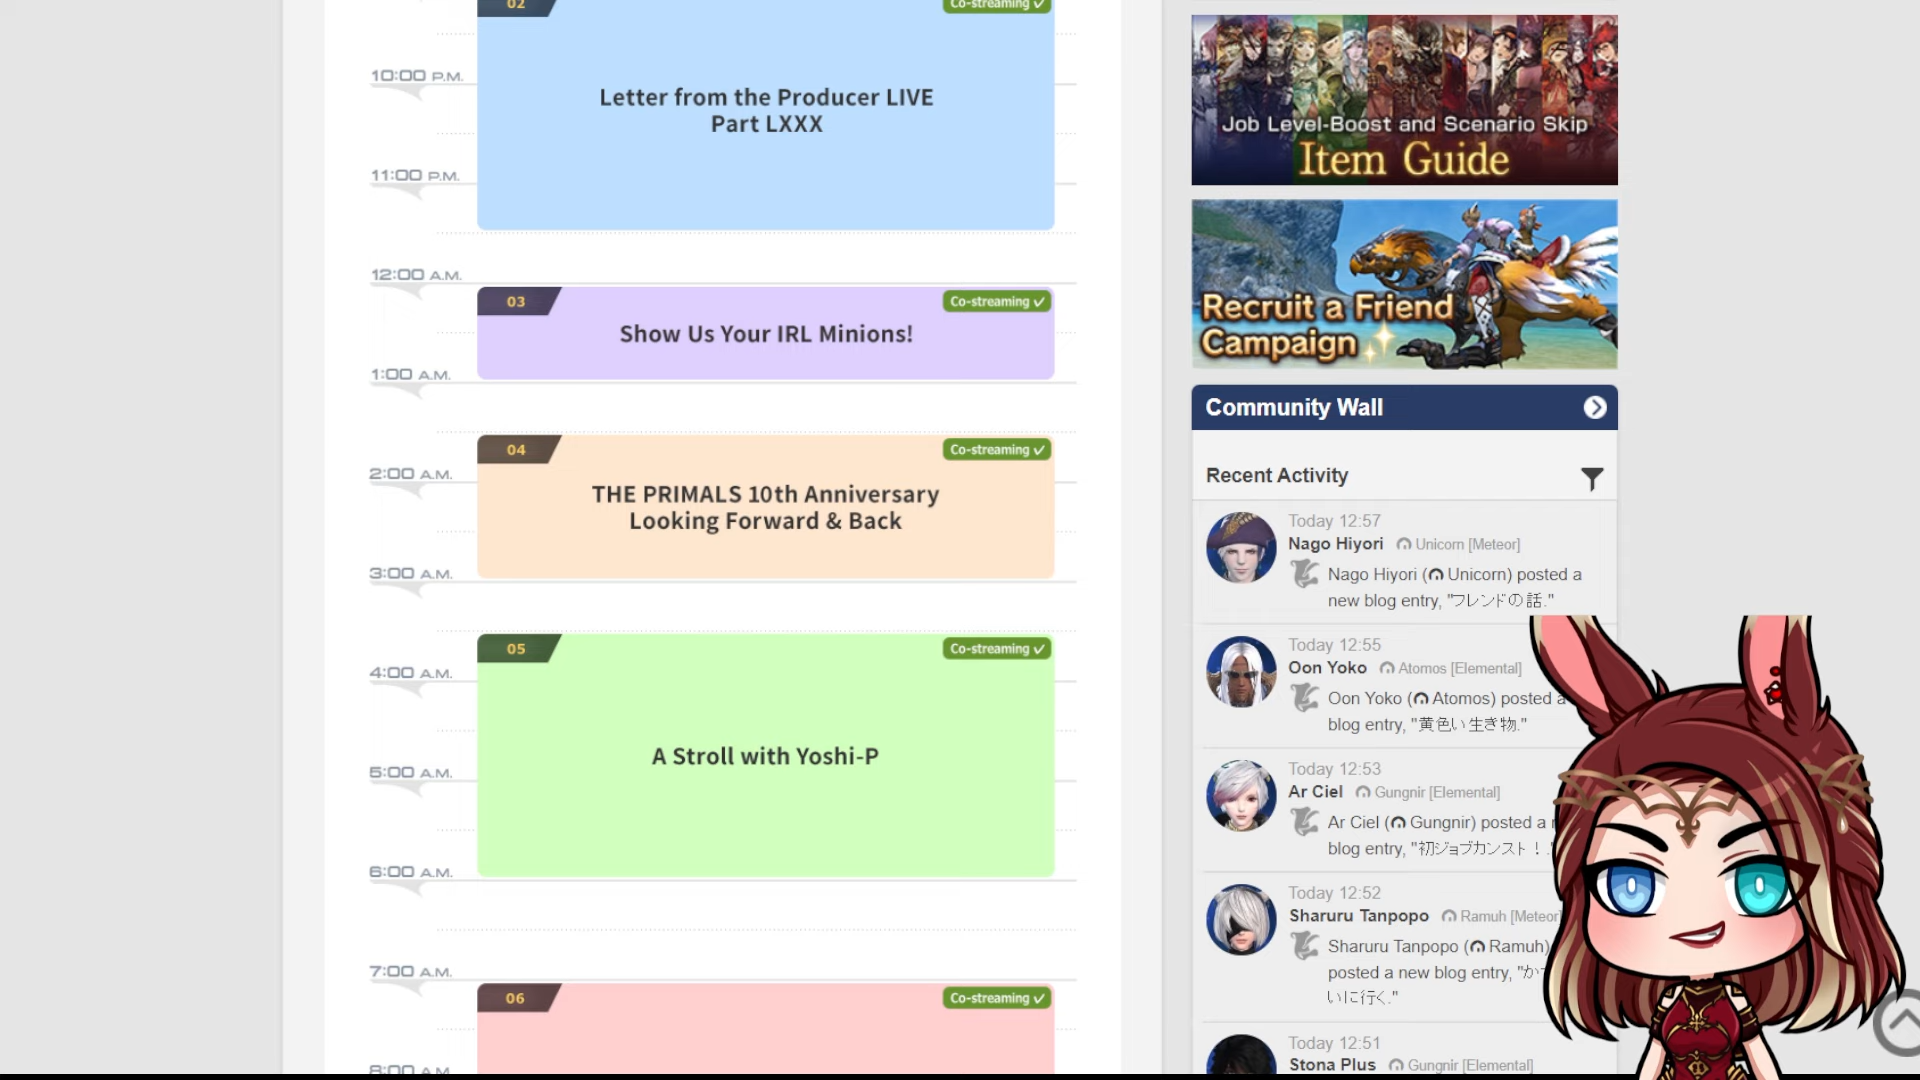 02
Co-streaming ✓
10:00 P.M.
Letter from the Producer LIVE
Part LXXX
11:00 P.M.
12:00 A.M.
03
Co-streaming ✓
Show Us Your IRL Minions!
1:00 A.M.
04
Co-streaming ✓
2:00 A.M.
THE PRIMALS 10th Anniversary
Looking Forward & Back
3:00 A.M.
05
Co-streaming ✓
4:00 A.M.
A Stroll with Yoshi-P
5:00 A.M.
6:00 A.M.
7:00 A.M.
06
Co-streaming ✓
8:00 A.M.
Job Level-Boost and Scenario Skip
Item Guide
Recruit a Friend
Campaign
Community Wall
Recent Activity
Today 12:57
Nago Hiyori Unicorn [Meteor]
Nago Hiyori (Unicorn) posted a
new blog entry, "フレンドの話."
Today 12:55
Oon Yoko Atomos [Elemental]
Oon Yoko (Atomos) posted a
blog entry, "黄色い生き物."
Today 12:53
Ar Ciel Gungnir [Elemental]
Ar Ciel (Gungnir) posted a
blog entry, "初ジョブカンスト！."
Today 12:52
Sharuru Tanpopo Ramuh [Meteor]
Sharuru Tanpopo (Ramuh)
posted a new blog entry, "か
いに行く."
Today 12:51
Stona Plus Gungnir [Elemental]